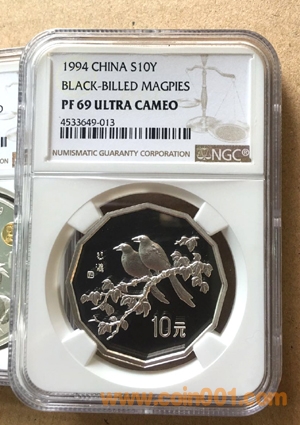 1994 CHINA S10Y
BLACK-BILLED MAGPIES
PF 69 ULTRA CAMEO
4533649-013
NUMISMATIC GUARANTY CORPORATION
NGC
10元
www.coin001.com